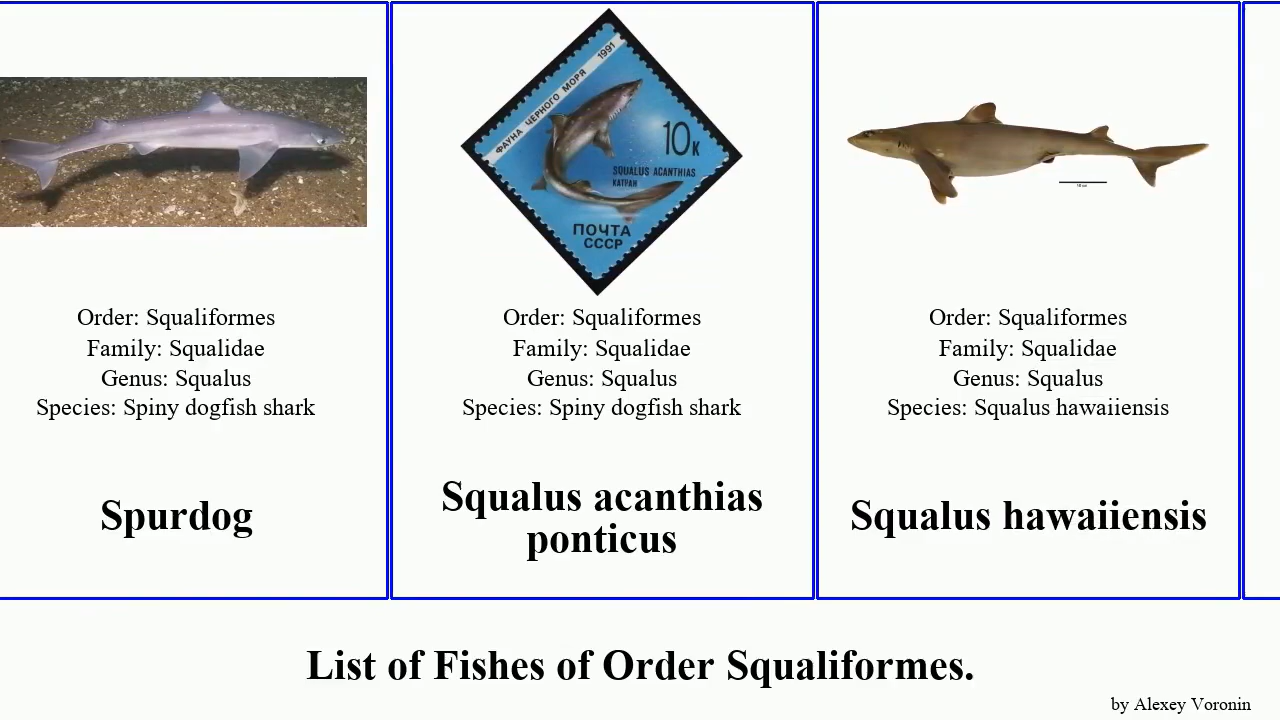 Order: Squaliformes
Family: Squalidae
Genus: Squalus
Species: Spiny dogfish shark
Spurdog
ФАУНА ЧЕРНОГО МОРЯ 1991
10к
SQUALUS ACANTHIAS
КАТРАН
ПОЧТА
СССР
Order: Squaliformes
Family: Squalidae
Genus: Squalus
Species: Spiny dogfish shark
Squalus acanthias
ponticus
Order: Squaliformes
Family: Squalidae
Genus: Squalus
Species: Squalus hawaiiensis
Squalus hawaiiensis
List of Fishes of Order Squaliformes.
by Alexey Voronin